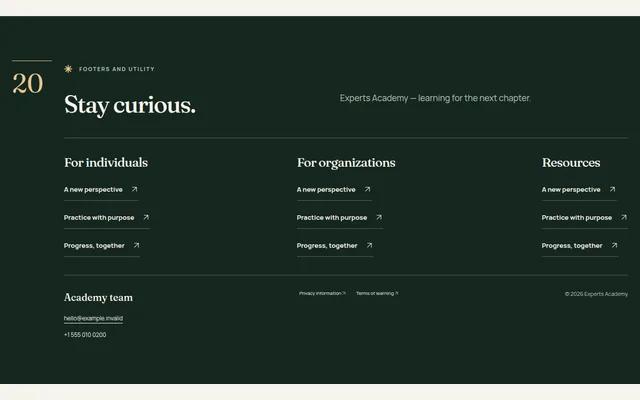 20
FOOTERS AND UTILITY
Stay curious.
Experts Academy — learning for the next chapter.
For individuals
A new perspective
Practice with purpose
Progress, together
For organizations
A new perspective
Practice with purpose
Progress, together
Resources
A new perspective
Practice with purpose
Progress, together
Academy team
hello@example.invalid
+1 555 010 0200
Privacy information
Terms of learning
© 2026 Experts Academy